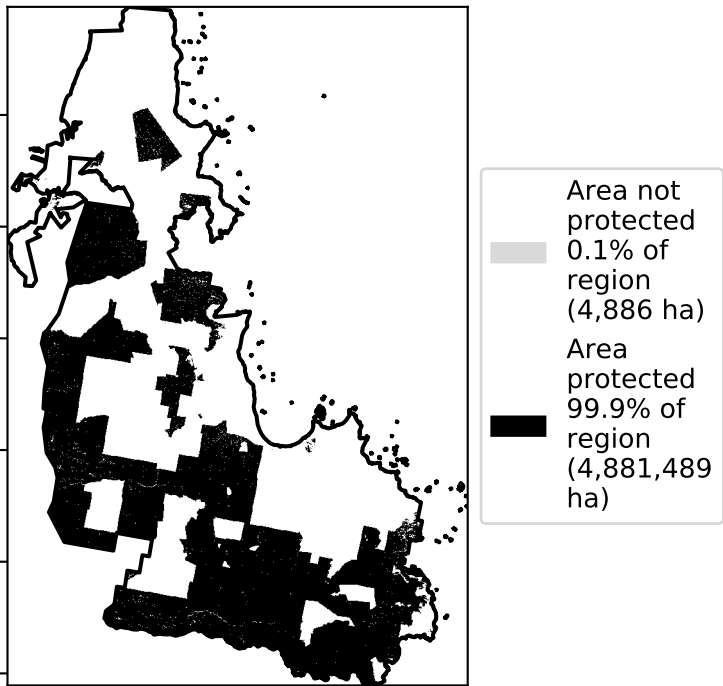 Area not
protected
0.1% of
region
(4,886 ha)
Area
protected
99.9% of
region
(4,881,489
ha)